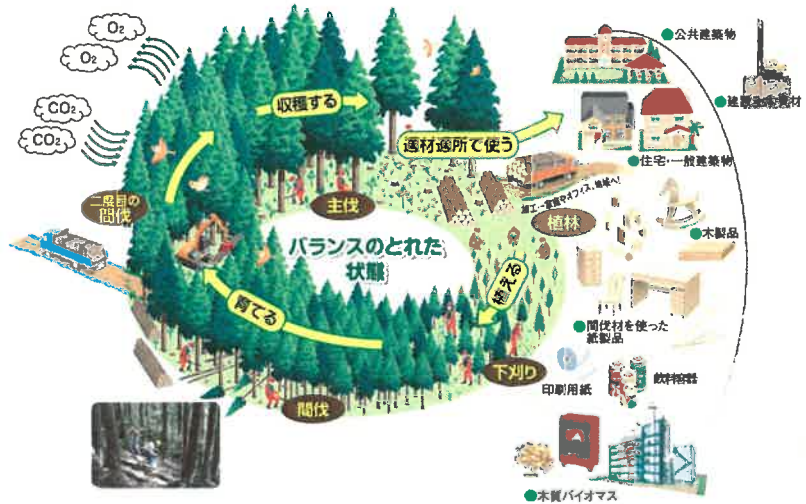 O₂
O₂
CO₂
CO₂
収穫する
適材適所で使う
主伐
二度目の
間伐
バランスのとれた
状態
植林
植える
育てる
下刈り
間伐
●公共建築物
●住宅・一般建築物
●木製品
●間伐材を使った
紙製品
印刷用紙
飲料容器
●木質バイオマス